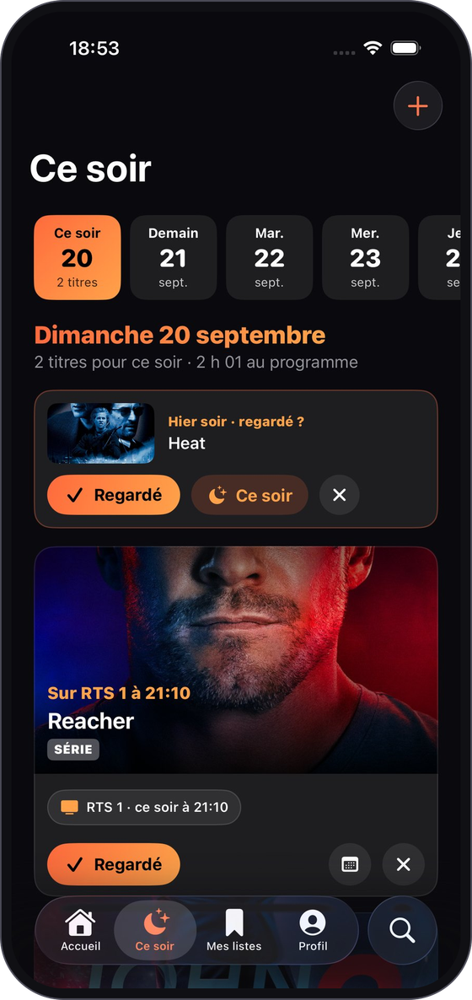 18:53
Ce soir
Ce soir
20
2 titres
Demain
21
sept.
Mar.
22
sept.
Mer.
23
sept.
Dimanche 20 septembre
2 titres pour ce soir · 2 h 01 au programme
Hier soir · regardé ?
Heat
Regardé
Ce soir
Sur RTS 1 à 21:10
Reacher
SÉRIE
RTS 1 · ce soir à 21:10
Regardé
Accueil
Ce soir
Mes listes
Profil